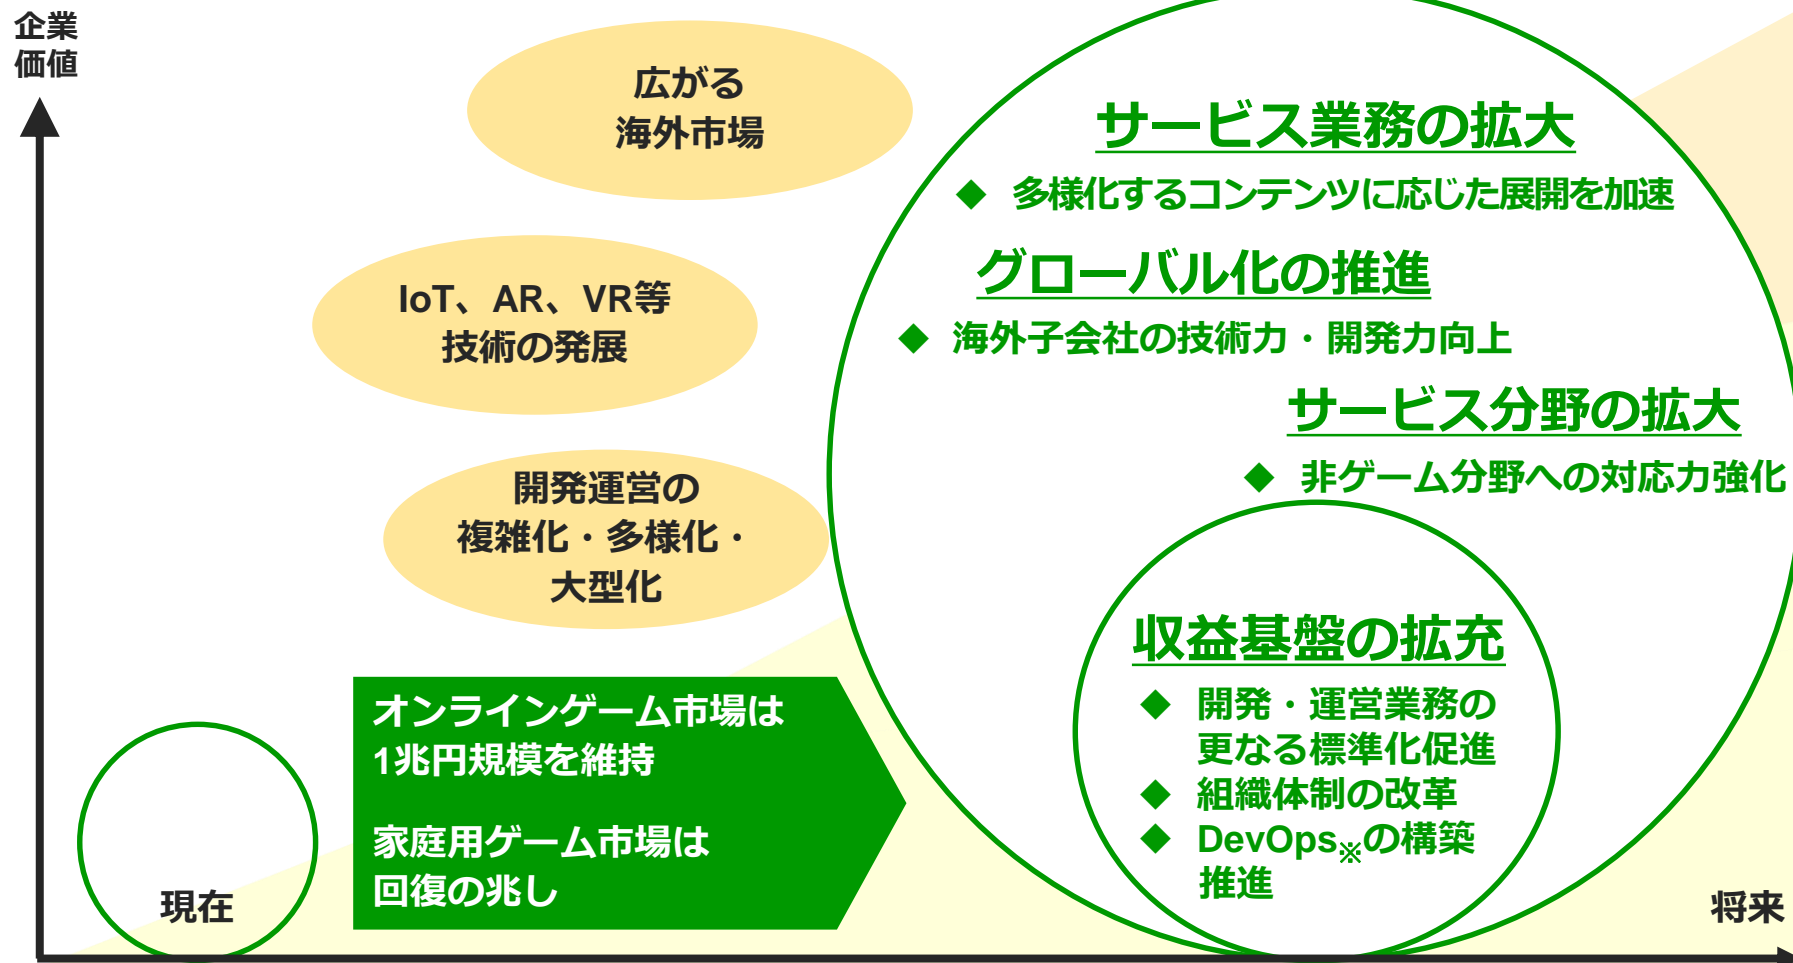 企業
価値
広がる
海外市場
IoT、AR、VR等
技術の発展
開発運営の
複雑化・多様化・
大型化
オンラインゲーム市場は
1兆円規模を維持
家庭用ゲーム市場は
回復の兆し
現在
サービス業務の拡大
◆ 多様化するコンテンツに応じた展開を加速
グローバル化の推進
◆ 海外子会社の技術力・開発力向上
サービス分野の拡大
◆ 非ゲーム分野への対応力強化
収益基盤の拡充
◆ 開発・運営業務の
更なる標準化促進
◆ 組織体制の改革
◆ DevOps※の構築
推進
将来